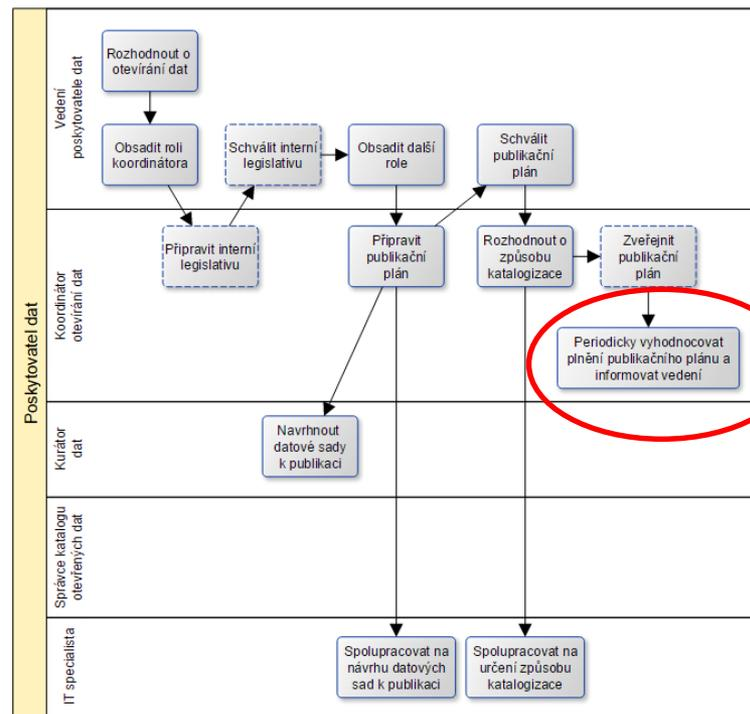 Poskytovatel dat
Vedení
poskytovatele dat
Rozhodnout o
otevírání dat
Obsadit roli
koordinátora
Schválit interní
legislativu
Obsadit další
role
Schválit
publikační
plán
Koordinátor
otevírání dat
Připravit interní
legislativu
Připravit
publikační
plán
Rozhodnout o
způsobu
katalogizace
Zveřejnit
publikační
plán
Periodicky vyhodnocovat
plnění publikačního plánu a
informovat vedení
Kurátor
dat
Navrhnout
datové sady
k publikaci
Správce katalogu
otevřených dat
IT specialista
Spolupracovat na
návrhu datových
sad k publikaci
Spolupracovat na
určení způsobu
katalogizace